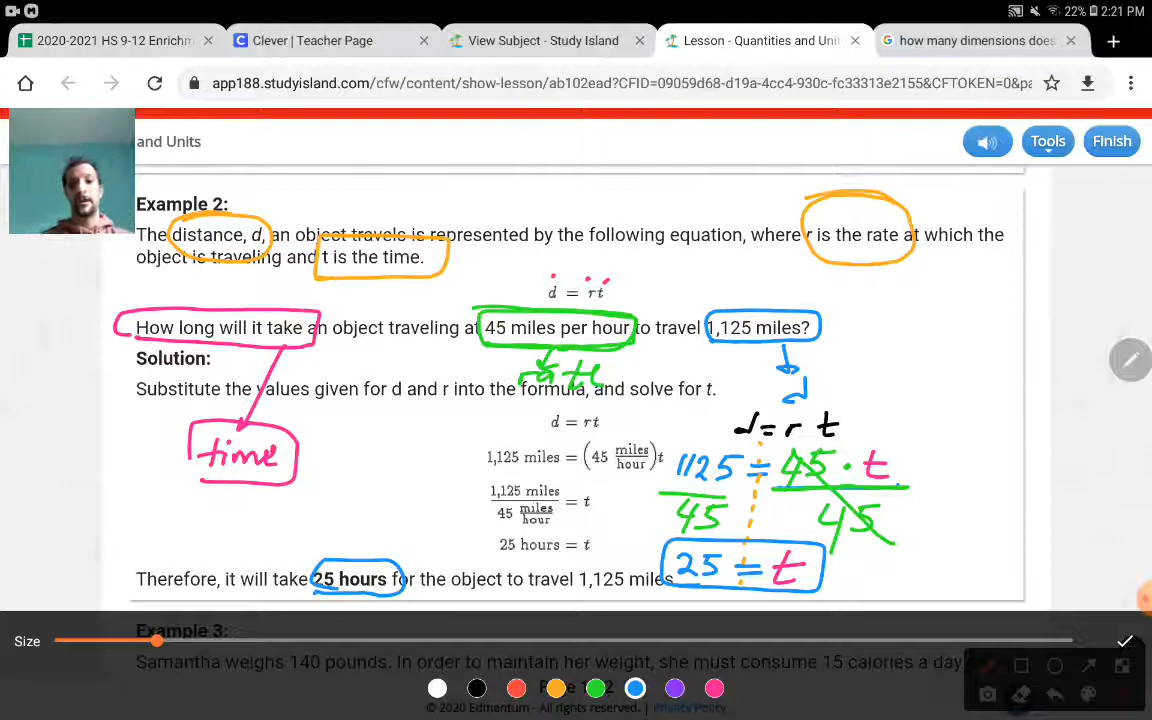 22% 2:21 PM
2020-2021 HS 9-12 Enrichm
Clever | Teacher Page
View Subject - Study Island
Lesson - Quantities and Unit
how many dimensions does
app188.studyisland.com/cfw/content/show-lesson/ab102ead?CFID=09059d68-d19a-4cc4-930c-fc33313e2155&CFTOKEN=0&pa
and Units
Tools
Finish
Example 2:
The distance, d, an object travels is represented by the following equation, where r is the rate at which the
object is traveling and t is the time.
d = rt
How long will it take an object traveling at 45 miles per hour to travel 1,125 miles?
Solution:
rate
Substitute the values given for d and r into the formula, and solve for t.
d
d = rt
d = r t
time
1,125 miles = (45 miles/hour)t
1125 = 45 · t
1,125 miles / 45 miles/hour = t
45 45
25 hours = t
25 = t
Therefore, it will take 25 hours for the object to travel 1,125 miles
Example 3:
Size
Samantha weighs 140 pounds. In order to maintain her weight, she must consume 15 calories a day
© 2020 Edmentum - All rights reserved. | Privacy Policy